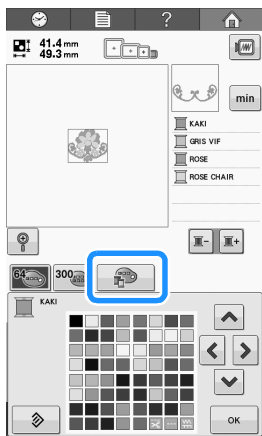 ?
41.4 mm
49.3 mm
min
KAKI
GRIS VIF
ROSE
ROSE CHAIR
64
300
KAKI
OK